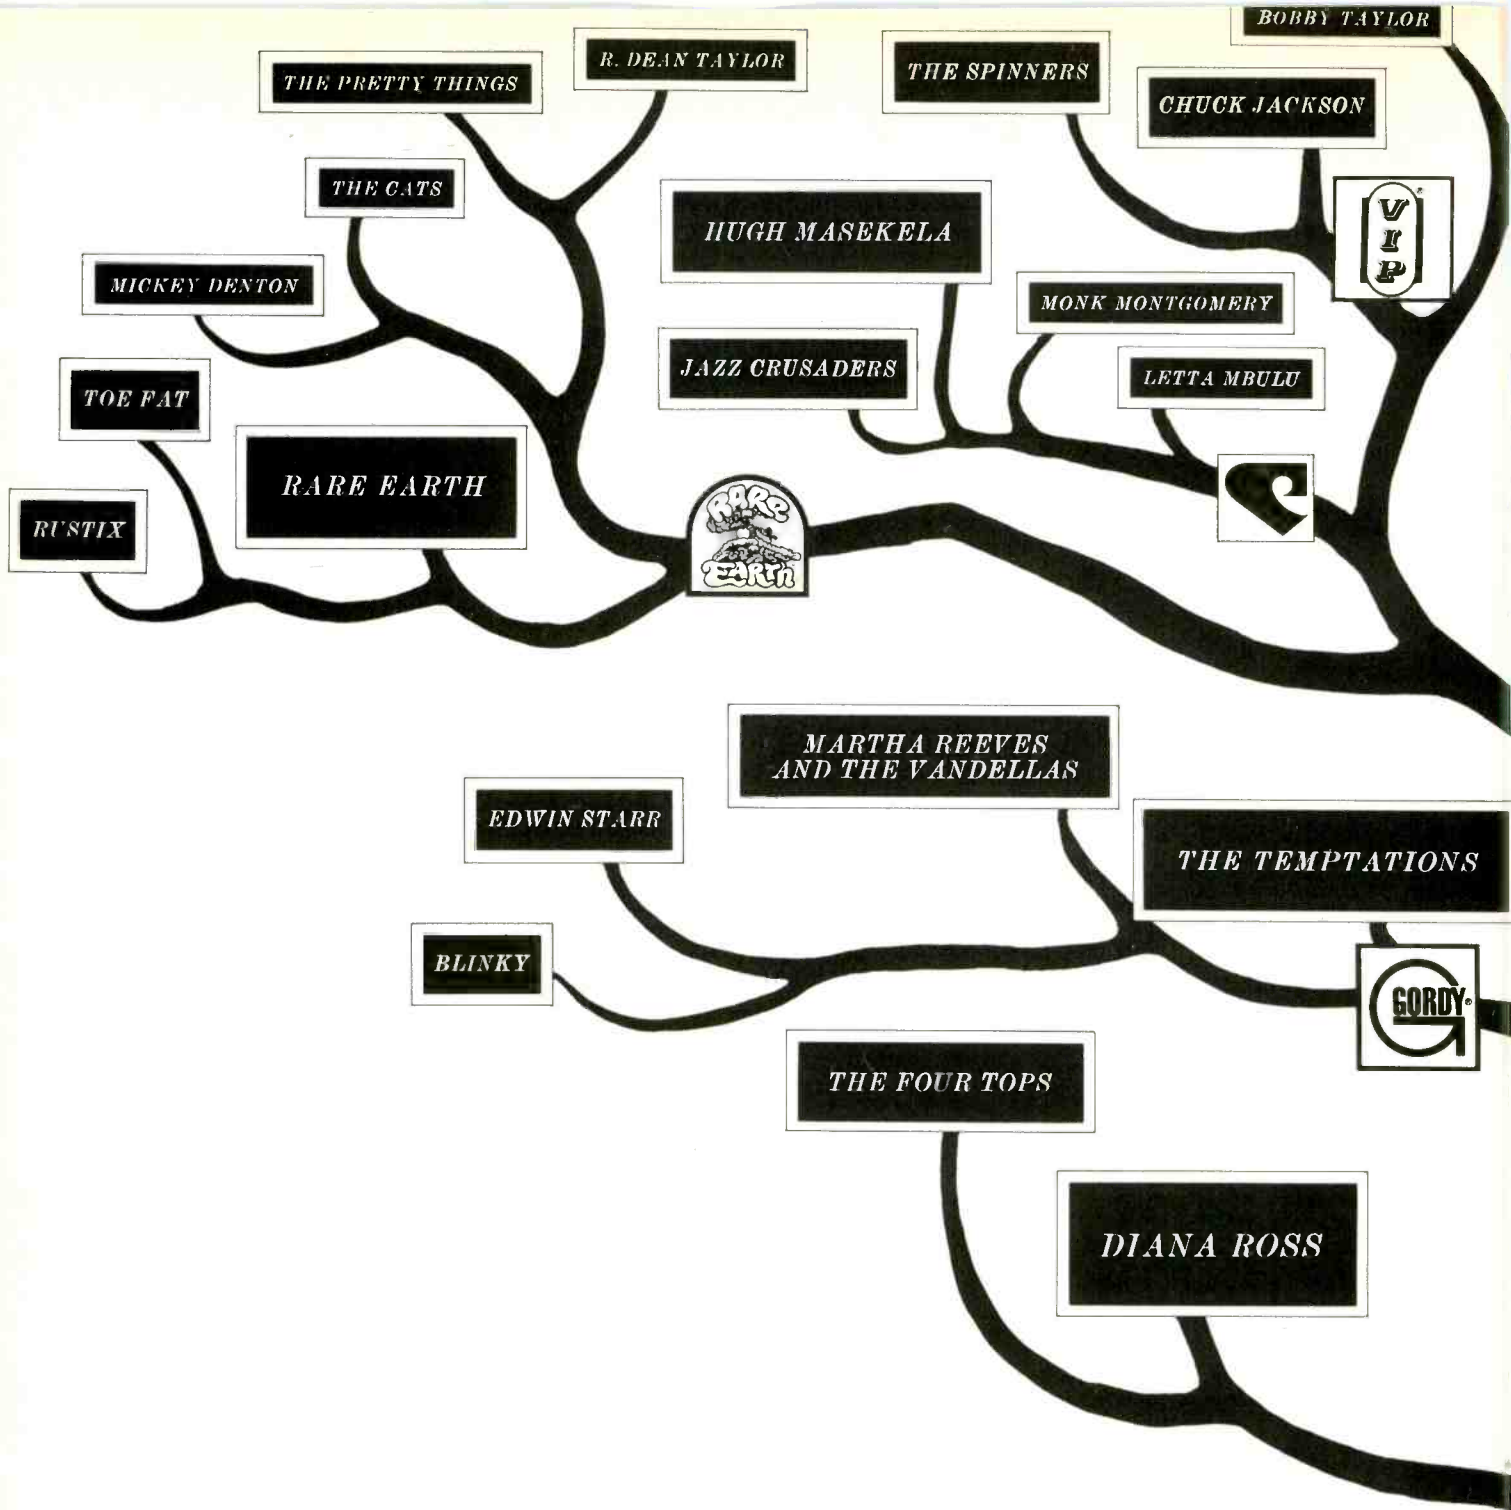 BOBBY TAYLOR
R. DEAN TAYLOR
THE SPINNERS
THE PRETTY THINGS
CHUCK JACKSON
THE CATS
VIP®
HUGH MASEKELA
MICKEY DENTON
MONK MONTGOMERY
JAZZ CRUSADERS
LETTA MBULU
TOE FAT
RARE EARTH
RUSTIX
RARE
EARTH
MARTHA REEVES
AND THE VANDELLAS
EDWIN STARR
THE TEMPTATIONS
BLINKY
GORDY®
THE FOUR TOPS
DIANA ROSS